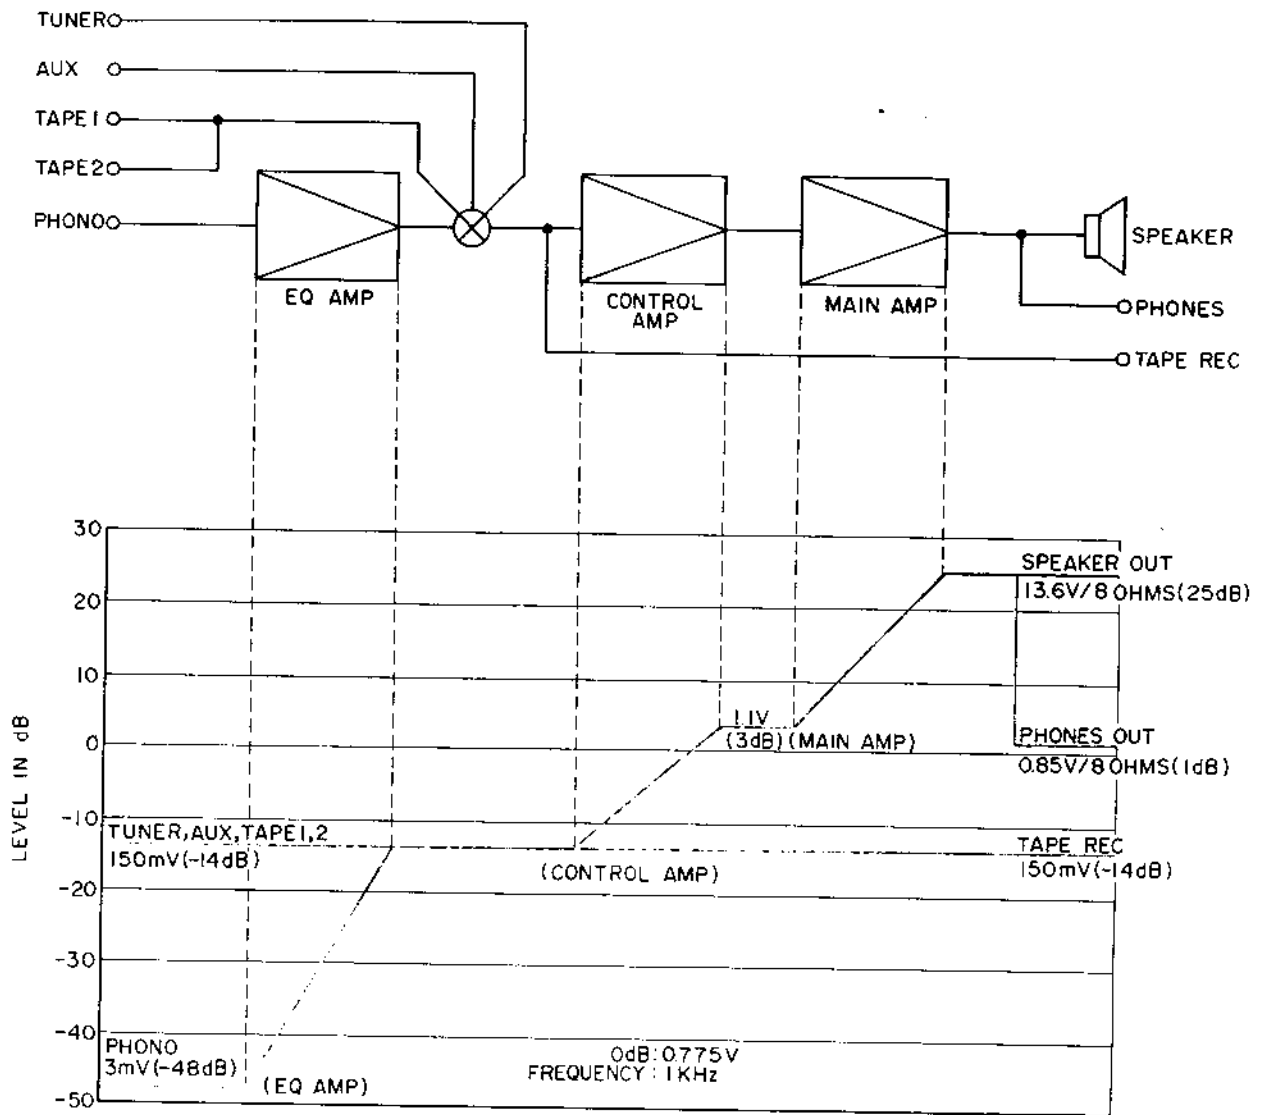 TUNER
AUX
TAPE1
TAPE2
PHONO
EQ AMP
CONTROL
AMP
MAIN AMP
SPEAKER
PHONES
TAPE REC
LEVEL IN dB
30
20
10
0
-10
-20
-30
-40
-50
SPEAKER OUT
13.6V/8 OHMS(25dB)
1.1V
(3dB)
(MAIN AMP)
PHONES OUT
0.85V/8 OHMS(1dB)
TUNER,AUX,TAPE1,2
150mV(-14dB)
(CONTROL AMP)
TAPE REC
150mV(-14dB)
PHONO
3mV(-48dB)
(EQ AMP)
0dB:0.775V
FREQUENCY : 1KHz